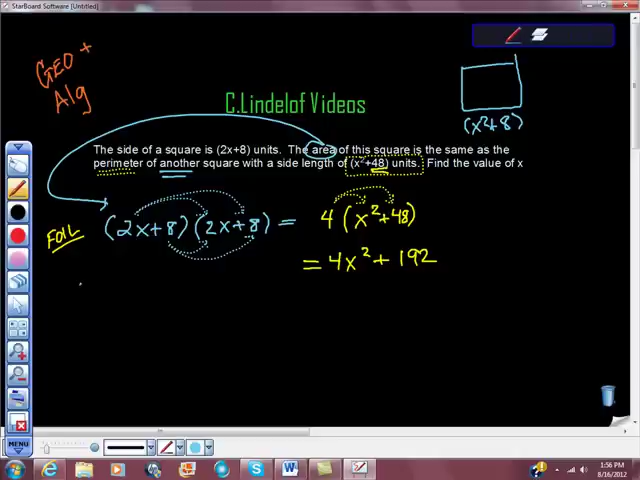 StarBoard Software [Untitled]
GEO +
Alg
C.Lindelof Videos
(x²+8)
The side of a square is (2x+8) units. The area of this square is the same as the
perimeter of another square with a side length of (x²+48) units. Find the value of x
(2x+8)(2x+8) = 4(x²+48)
FOIL
= 4x²+192
MENU
1:56 PM
8/16/2012